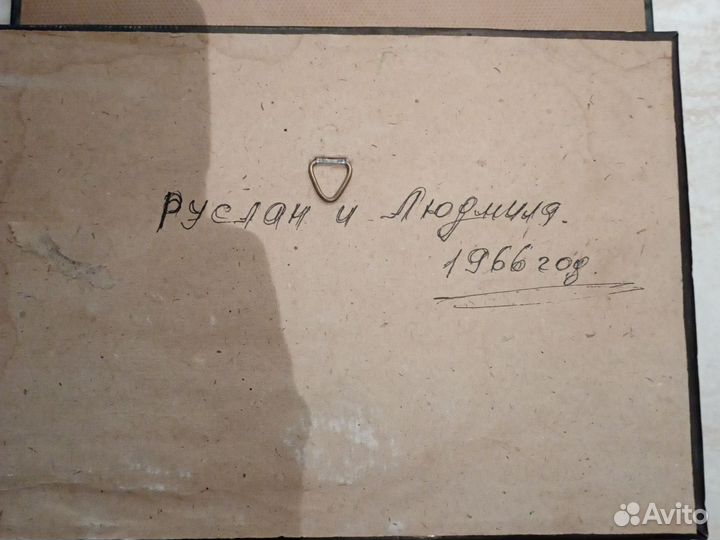 Руслан и Людмила.
1966 год.
Avito